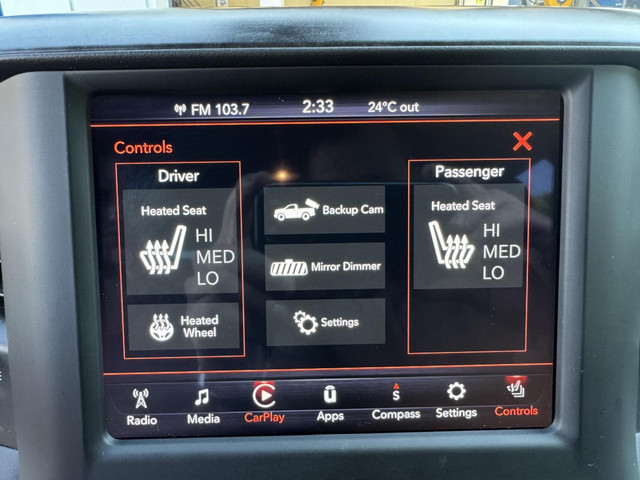 FM 103.7 2:33 24°C out
Controls
Driver
Heated Seat
HI
MED
LO
Heated
Wheel
Backup Cam
Mirror Dimmer
Settings
Passenger
Heated Seat
HI
MED
LO
Radio Media CarPlay Apps Compass Settings Controls
S